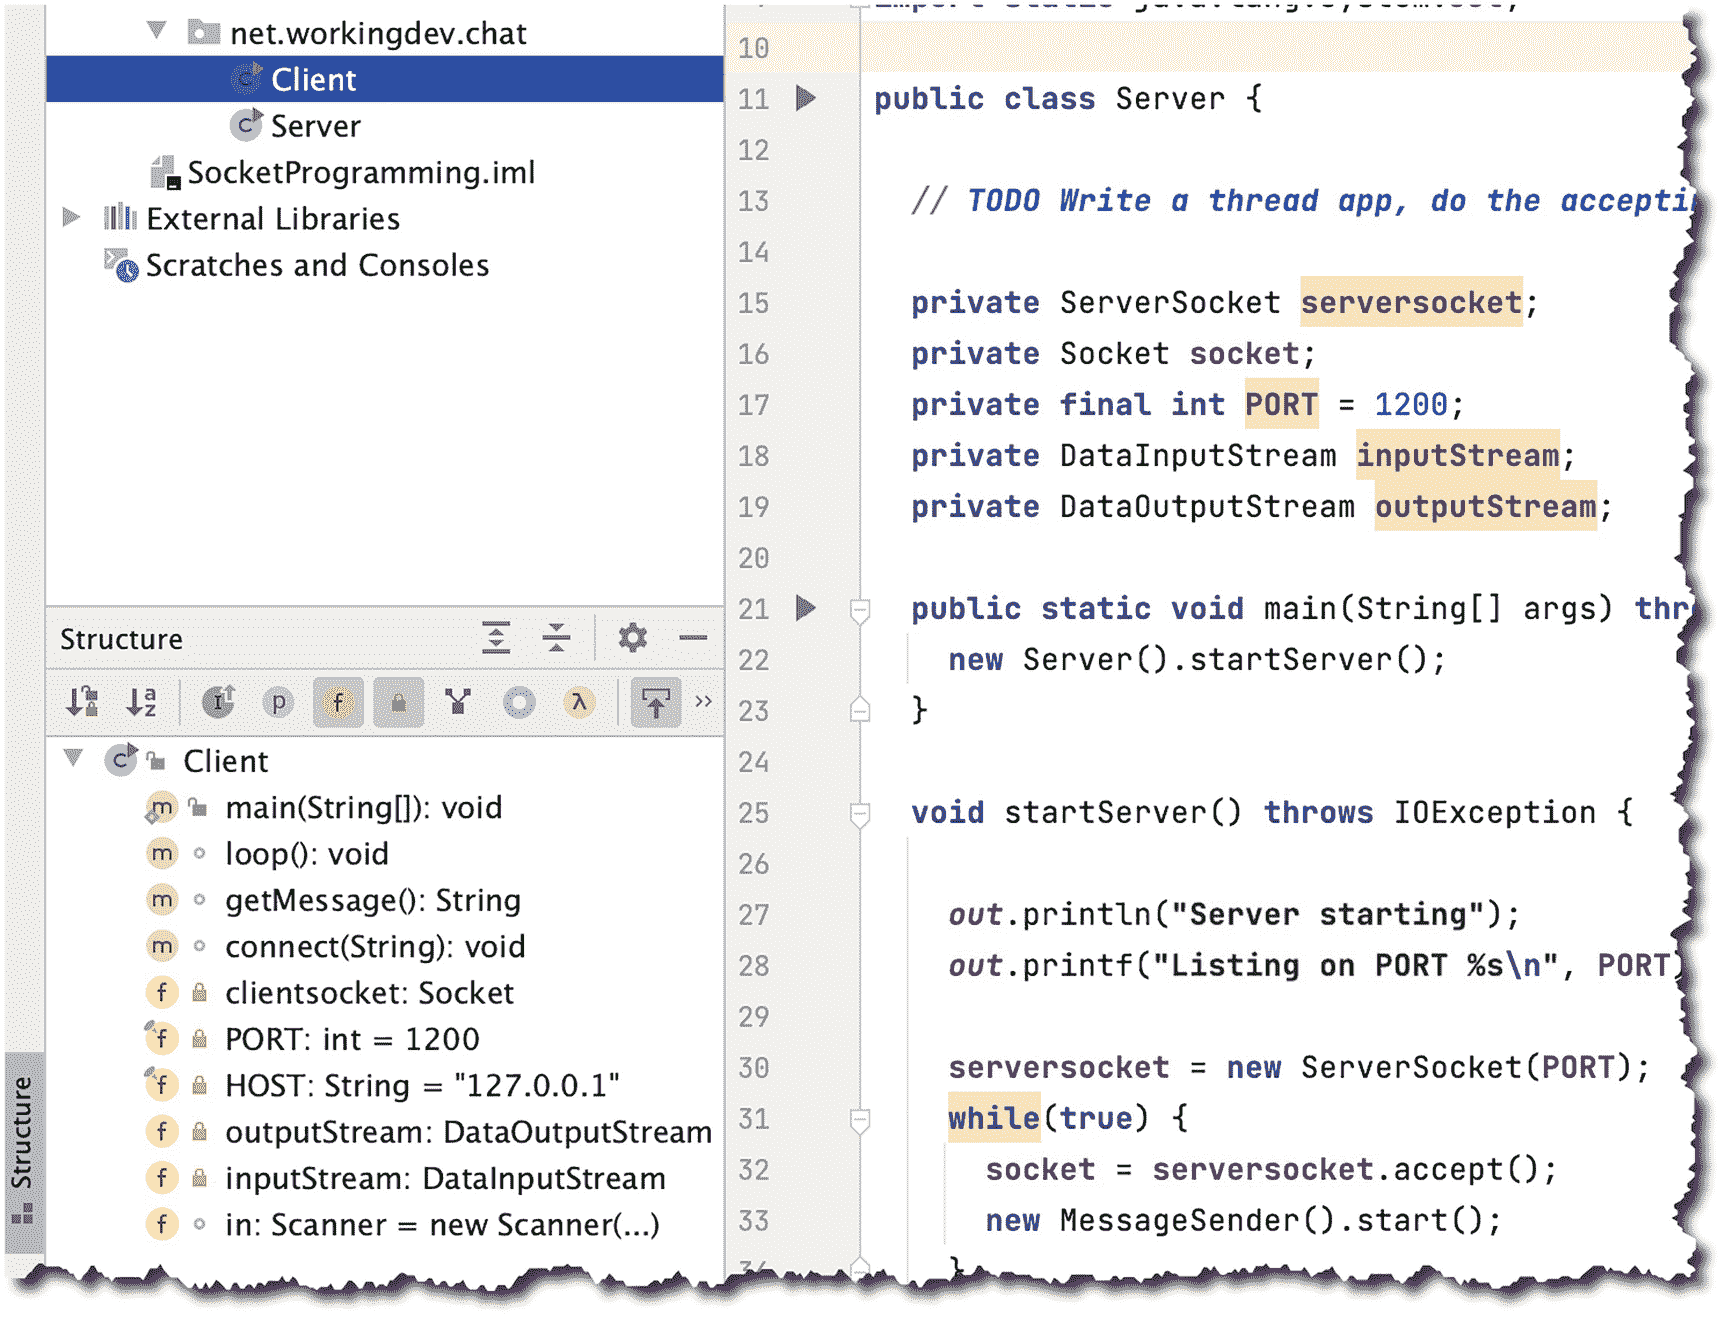 net.workingdev.chat
Client
Server
SocketProgramming.iml
External Libraries
Scratches and Consoles
Structure
Client
main(String[]): void
loop(): void
getMessage(): String
connect(String): void
clientsocket: Socket
PORT: int = 1200
HOST: String = "127.0.0.1"
outputStream: DataOutputStream
inputStream: DataInputStream
in: Scanner = new Scanner(...)
Structure
10
11 public class Server {
12
13 // TODO Write a thread app, do the
14
15 private ServerSocket serversocket;
16 private Socket socket;
17 private final int PORT = 1200;
18 private DataInputStream inputStream;
19 private DataOutputStream outputStream;
20
21 public static void main(String[] args)
22 new Server().startServer();
23 }
24
25 void startServer() throws IOException {
26
27 out.println("Server starting");
28 out.printf("Listing on PORT %s\n", PORT)
29
30 serversocket = new ServerSocket(PORT);
31 while(true) {
32 socket = serversocket.accept();
33 new MessageSender().start();
}